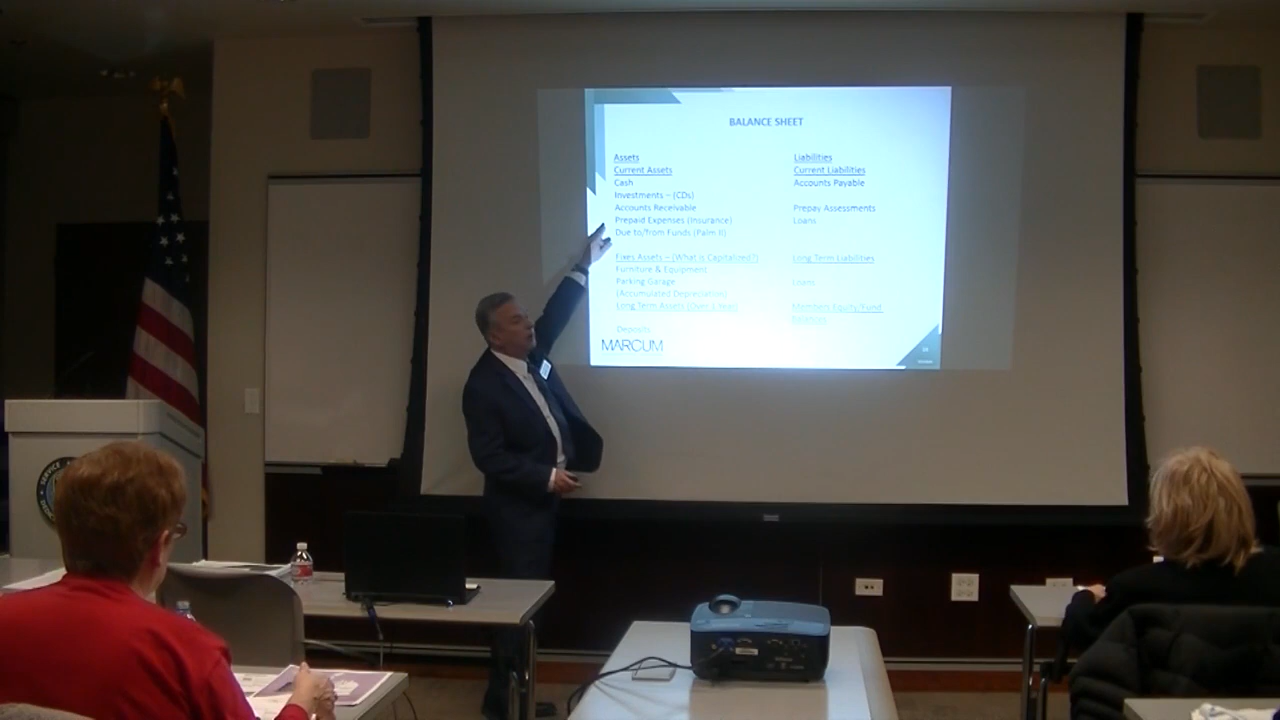 BALANCE SHEET
Assets
Current Assets
Cash
Investments – (CDs)
Accounts Receivable
Prepaid Expenses (Insurance)
Due to/from Funds (Palm II)
Fixes Assets – (What is Capitalized?)
Furniture & Equipment
Parking Garage
(Accumulated Depreciation)
Long Term Assets (Over 1 Year)
Deposits
Liabilities
Current Liabilities
Accounts Payable
Prepay Assessments
Loans
Long Term Liabilities
Loans
Members Equity/Fund
Balances
MARCUM
SERVICE